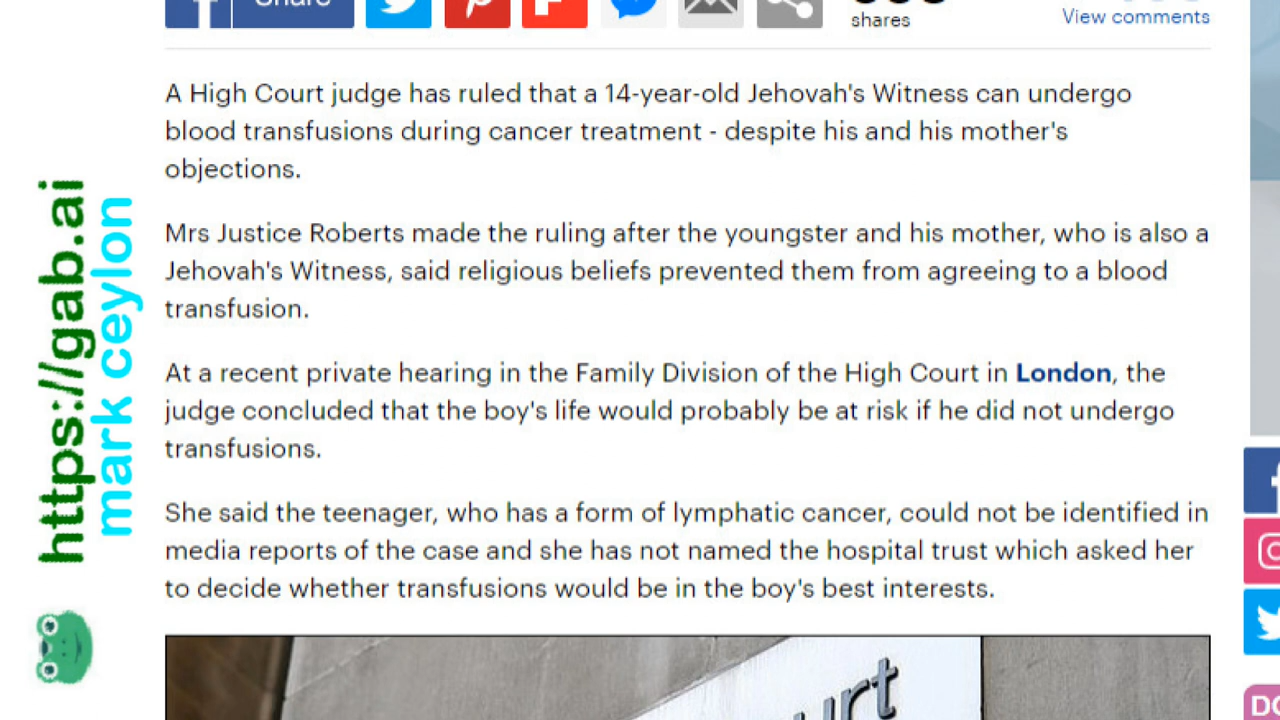 Share
shares
View comments
A High Court judge has ruled that a 14-year-old Jehovah's Witness can undergo
blood transfusions during cancer treatment - despite his and his mother's
objections.
Mrs Justice Roberts made the ruling after the youngster and his mother, who is also a
Jehovah's Witness, said religious beliefs prevented them from agreeing to a blood
transfusion.
At a recent private hearing in the Family Division of the High Court in London, the
judge concluded that the boy's life would probably be at risk if he did not undergo
transfusions.
She said the teenager, who has a form of lymphatic cancer, could not be identified in
media reports of the case and she has not named the hospital trust which asked her
to decide whether transfusions would be in the boy's best interests.
https://gab.ai
mark ceylon